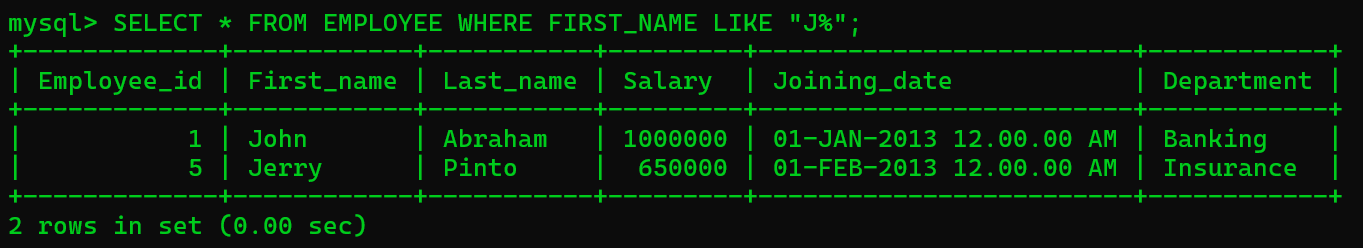 mysql> SELECT * FROM EMPLOYEE WHERE FIRST_NAME LIKE "J%";
+-------------+------------+-----------+---------+-------------------------+------------+
| Employee_id | First_name | Last_name | Salary  | Joining_date            | Department |
+-------------+------------+-----------+---------+-------------------------+------------+
|           1 | John       | Abraham   | 1000000 | 01-JAN-2013 12.00.00 AM | Banking    |
|           5 | Jerry      | Pinto     |  650000 | 01-FEB-2013 12.00.00 AM | Insurance  |
+-------------+------------+-----------+---------+-------------------------+------------+
2 rows in set (0.00 sec)